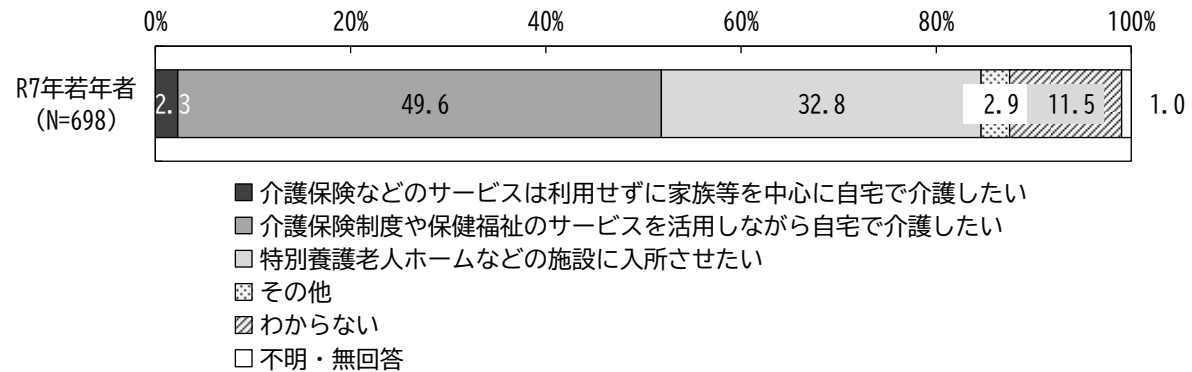 0% 20% 40% 60% 80% 100%
R7年若年者
(N=698)
2.3 49.6 32.8 2.9 11.5 1.0
介護保険などのサービスは利用せずに家族等を中心に自宅で介護したい
介護保険制度や保健福祉のサービスを活用しながら自宅で介護したい
特別養護老人ホームなどの施設に入所させたい
その他
わからない
不明・無回答